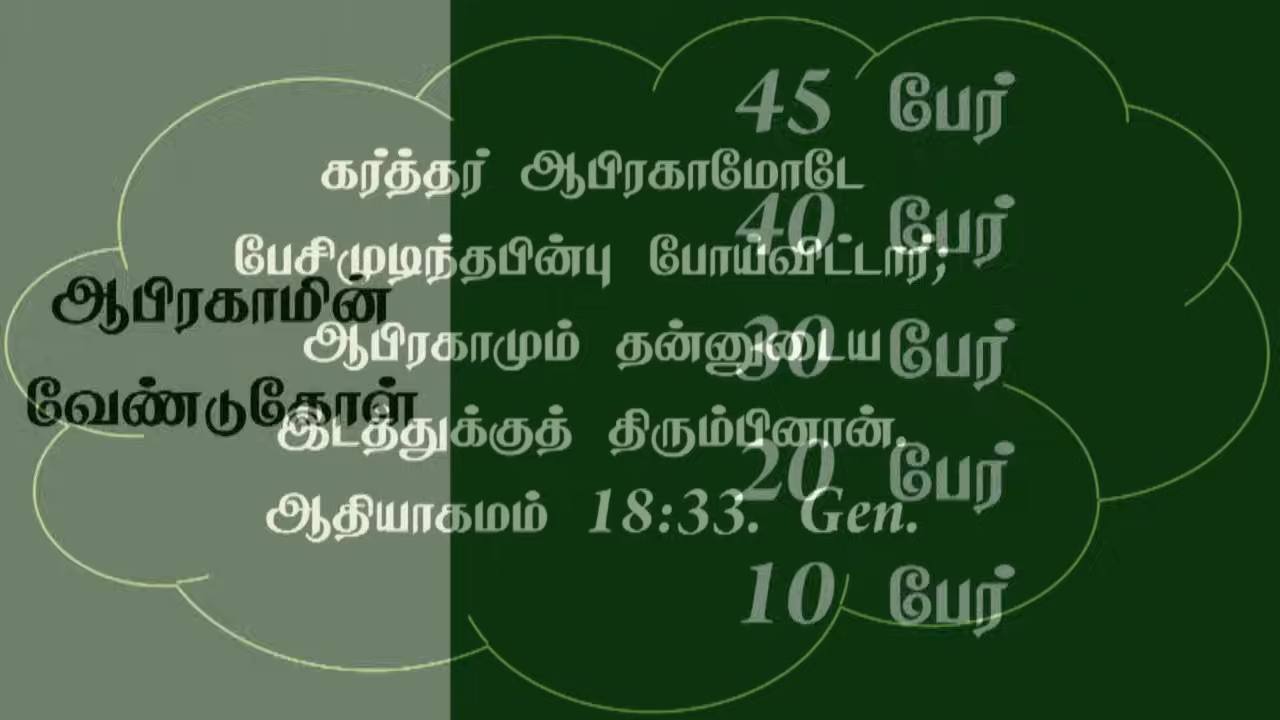 ஆபிரகாமின்
வேண்டுகோள்
45 பேர்
40 பேர்
30 பேர்
20 பேர்
10 பேர்
கர்த்தர் ஆபிரகாமோடே
பேசிமுடிந்தபின்பு போய்விட்டார்;
ஆபிரகாமும் தன்னுடைய
இடத்துக்குத் திரும்பினான்.
ஆதியாகமம் 18:33. Gen.